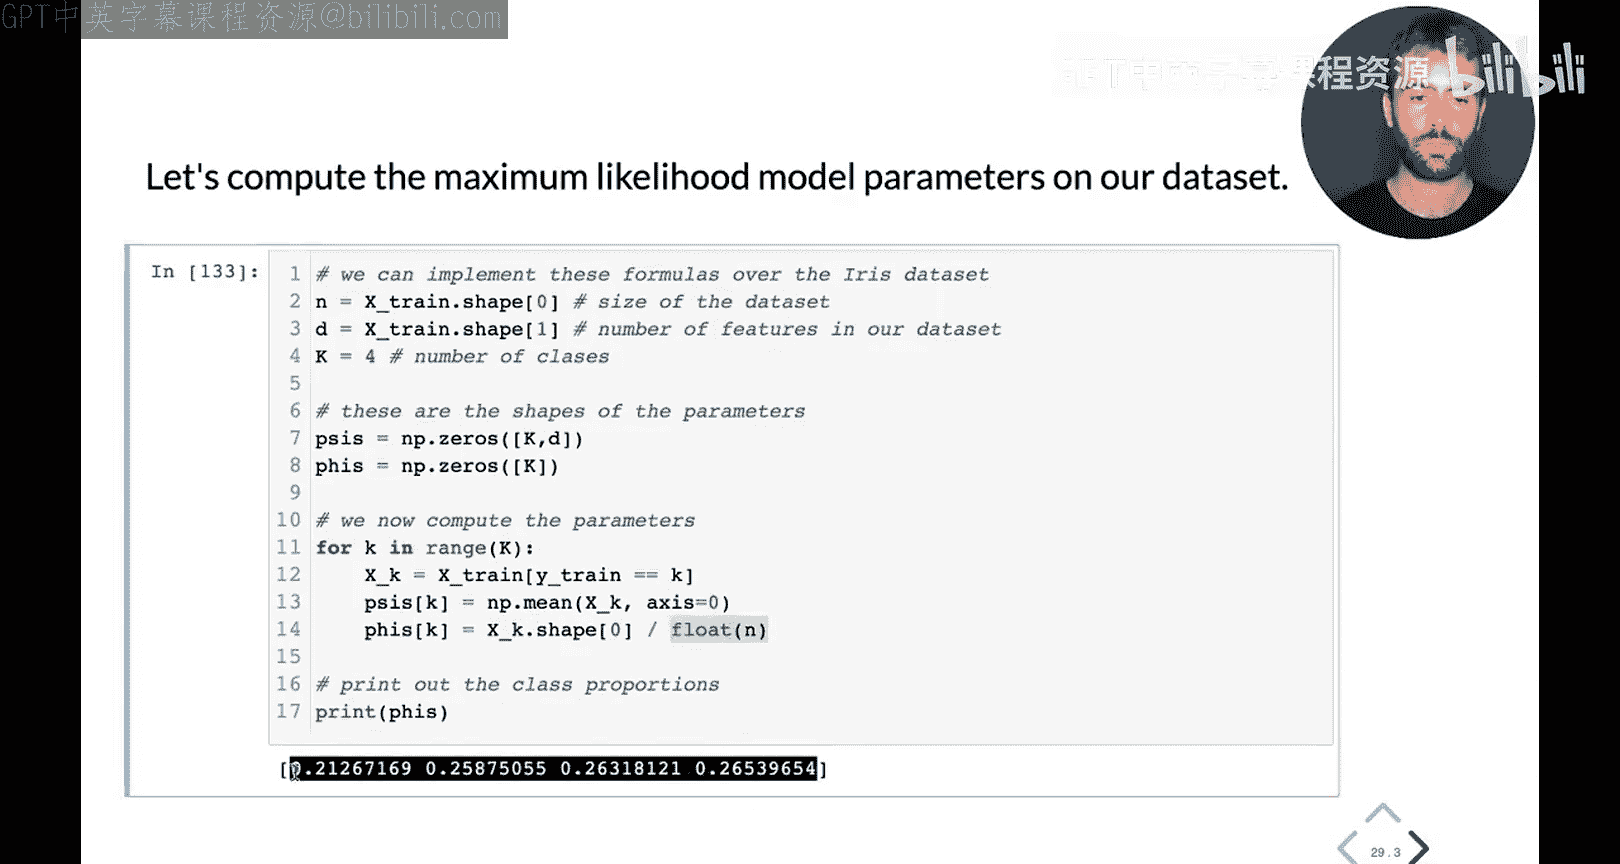 GPT中英字幕课程资源@bilibili.com
课程资源 bilibili
Let's compute the maximum likelihood model parameters on our dataset.
In [133]:
1 # we can implement these formulas over the Iris dataset
2 n = X_train.shape[0] # size of the dataset
3 d = X_train.shape[1] # number of features in our dataset
4 K = 4 # number of clases
5
6 # these are the shapes of the parameters
7 psis = np.zeros([K,d])
8 phis = np.zeros([K])
9
10 # we now compute the parameters
11 for k in range(K):
12 X_k = X_train[y_train == k]
13 psis[k] = np.mean(X_k, axis=0)
14 phis[k] = X_k.shape[0] / float(n)
15
16 # print out the class proportions
17 print(phis)
[0.21267169 0.25875055 0.26318121 0.26539654]
29.3